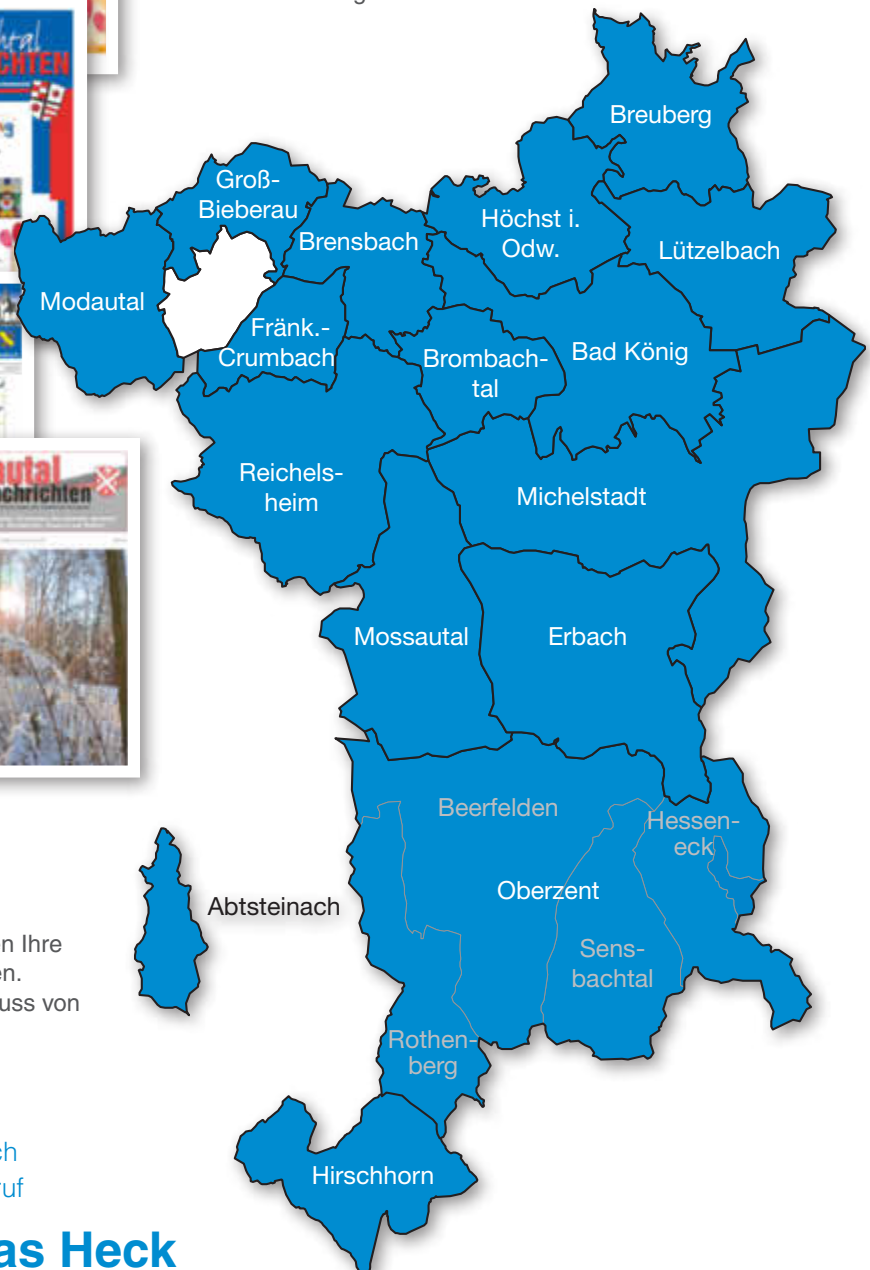 Breuberg
Groß-
Bieberau
Höchst i.
Odw.
Brensbach
Lützelbach
Modautal
Fränk.-
Crumbach
Brombach-
tal
Bad König
Reichels-
heim
Michelstadt
Mossautal
Erbach
Beerfelden
Hessen-
eck
Oberzent
Abtsteinach
Sens-
bachtal
Rothen-
berg
Hirschhorn
n Ihre
en.
uss von
ch
uf
as Heck